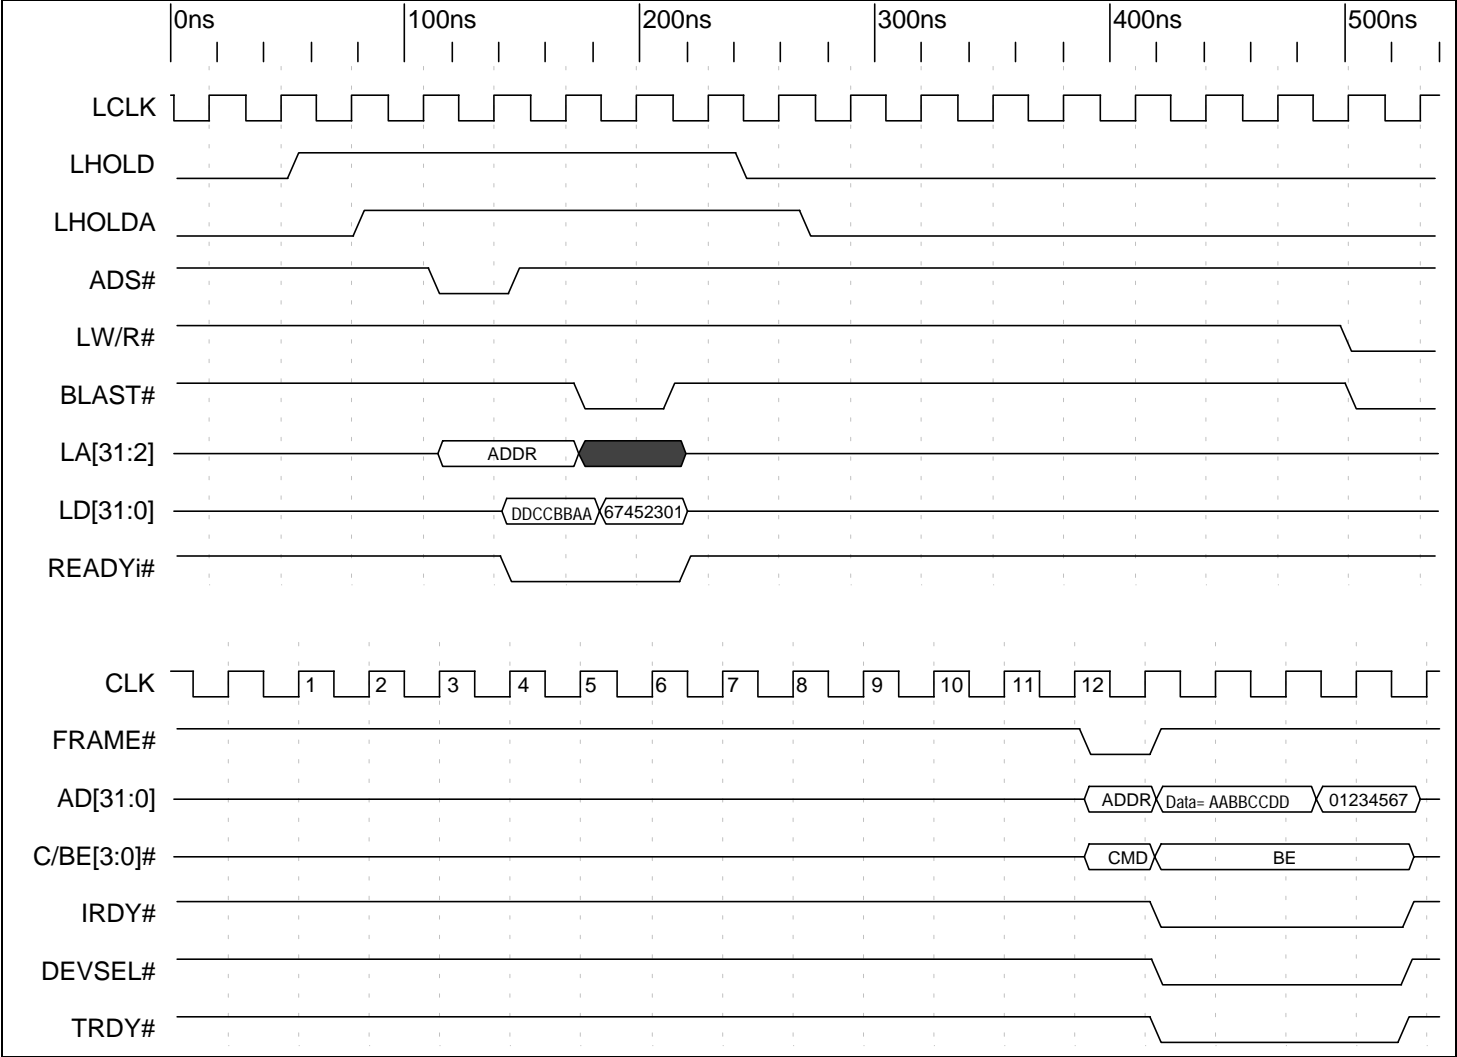 0ns 100ns 200ns 300ns 400ns 500ns
LCLK
LHOLD
LHOLDA
ADS#
LW/R#
BLAST#
LA[31:2] ADDR
LD[31:0] DDCCBBAA 67452301
READYi#
CLK 1 2 3 4 5 6 7 8 9 10 11 12
FRAME#
AD[31:0] ADDR Data= AABBCCDD 01234567
C/BE[3:0]# CMD BE
IRDY#
DEVSEL#
TRDY#